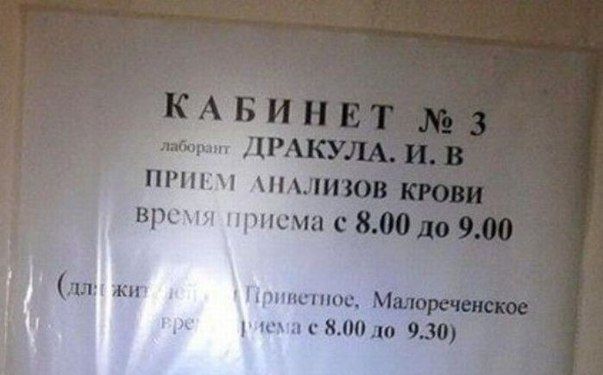 КАБИНЕТ № 3
лаборант ДРАКУЛА. И. В
ПРИЕМ АНАЛИЗОВ КРОВИ
время приема с 8.00 до 9.00
(для Приветное, Малореченское
приема с 8.00 до 9.30)